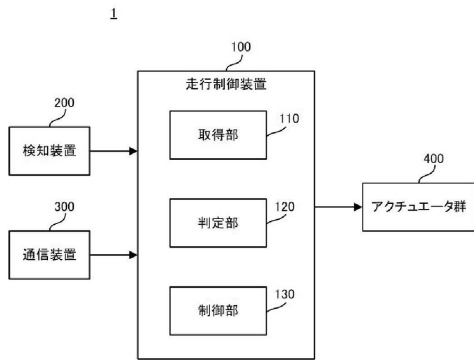 1
100
走行制御装置
200
検知装置
取得部
110
300
通信装置
判定部
120
400
アクチュエータ群
制御部
130